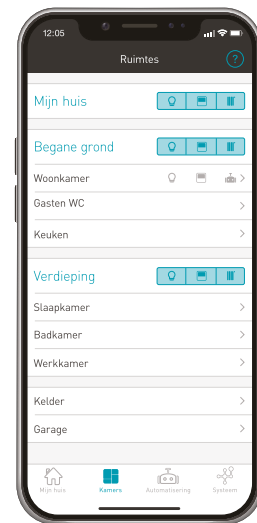 12:05
Ruimtes ?
Mijn huis
Begane grond
Woonkamer
Gasten WC
Keuken
Verdieping
Slaapkamer
Badkamer
Werkkamer
Kelder
Garage
Mijn huis Kamers Automatizering Systeem